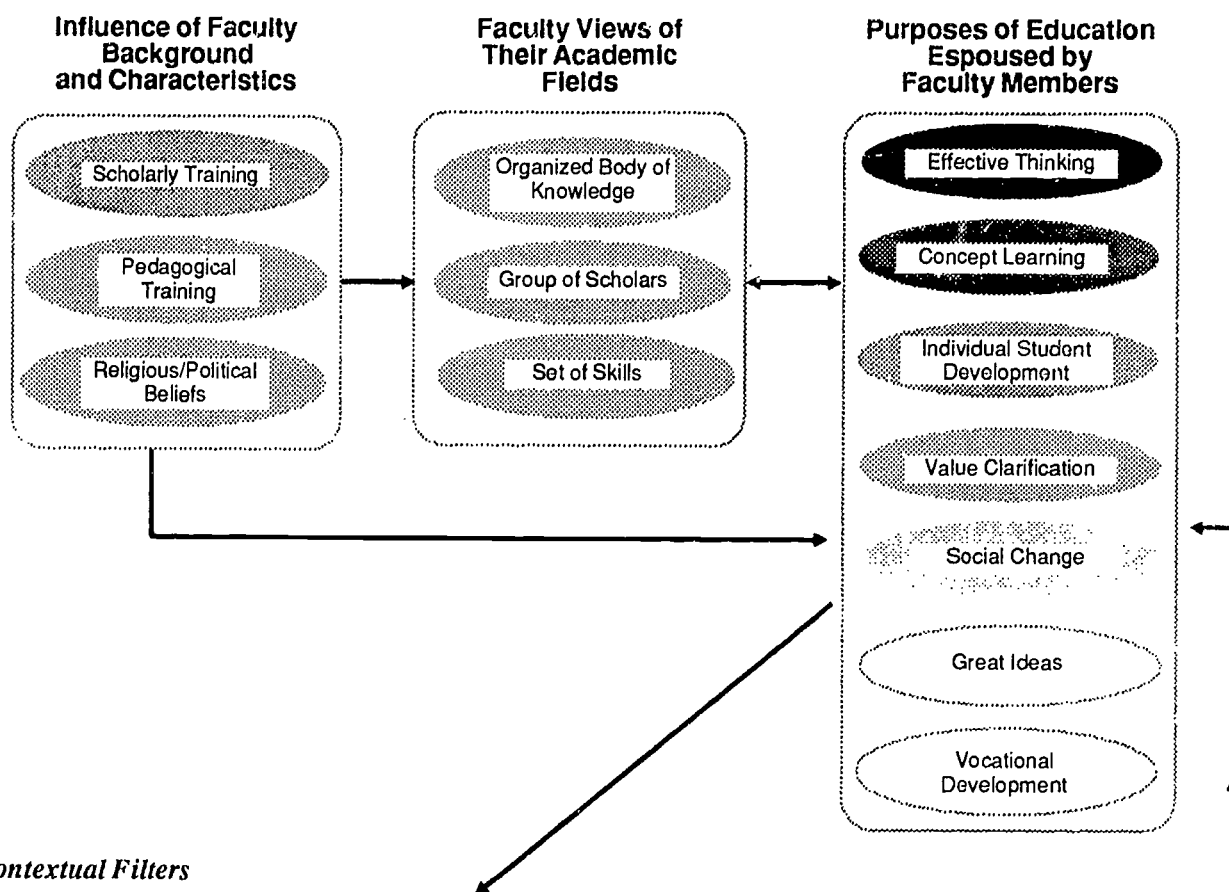 Influence of Faculty
Background
and Characteristics
Scholarly Training
Pedagogical
Training
Religious/Political
Beliefs
Faculty Views of
Their Academic
Fields
Organized Body of
Knowledge
Group of Scholars
Set of Skills
Purposes of Education
Espoused by
Faculty Members
Effective Thinking
Concept Learning
Individual Student
Development
Value Clarification
Social Change
Great Ideas
Vocational
Development
ontextual Filters